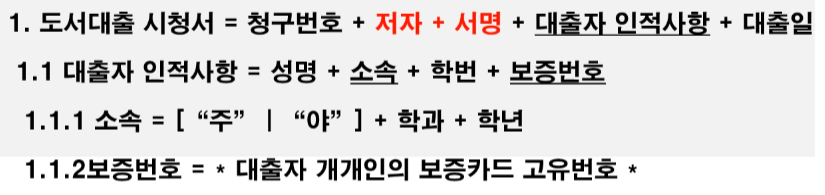 1. 도서대출 시청서 = 청구번호 + 저자 + 서명 + 대출자 인적사항 + 대출일
1.1 대출자 인적사항 = 성명 + 소속 + 학번 + 보증번호
1.1.1 소속 = [ “주” | “야” ] + 학과 + 학년
1.1.2보증번호 = * 대출자 개개인의 보증카드 고유번호 *